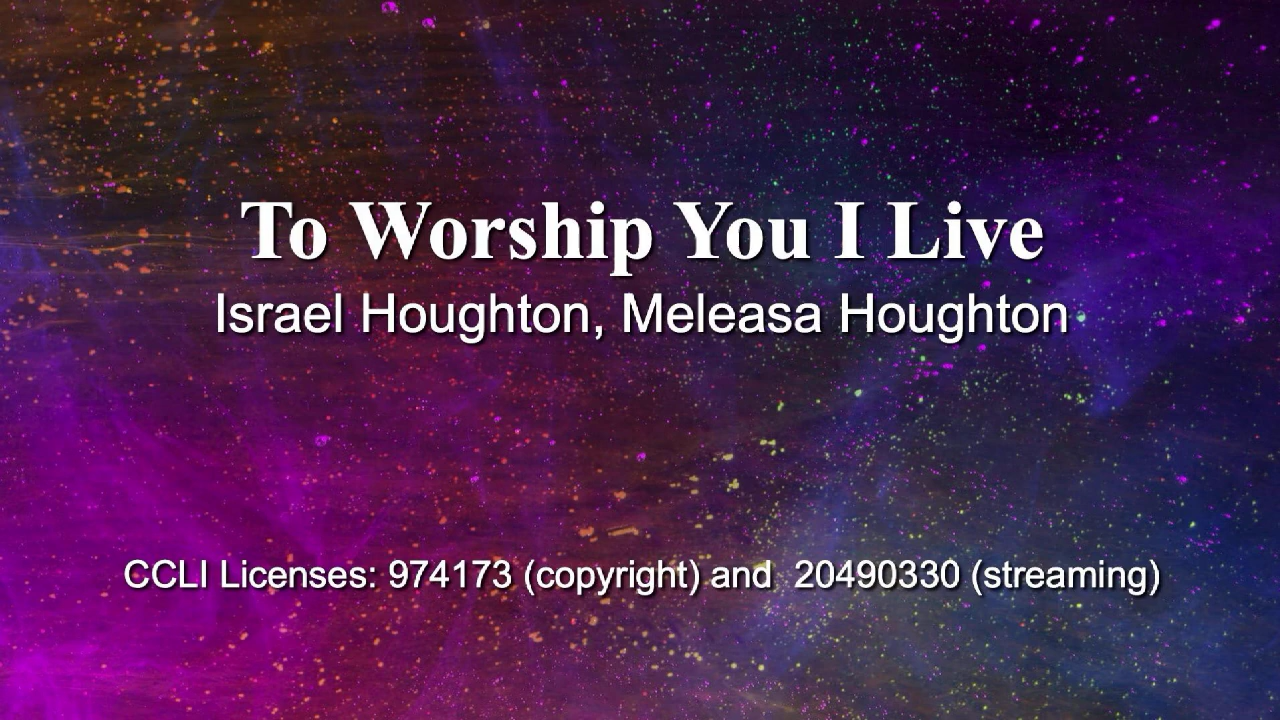 To Worship You I Live
Israel Houghton, Meleasa Houghton
CCLI Licenses: 974173 (copyright) and  20490330 (streaming)